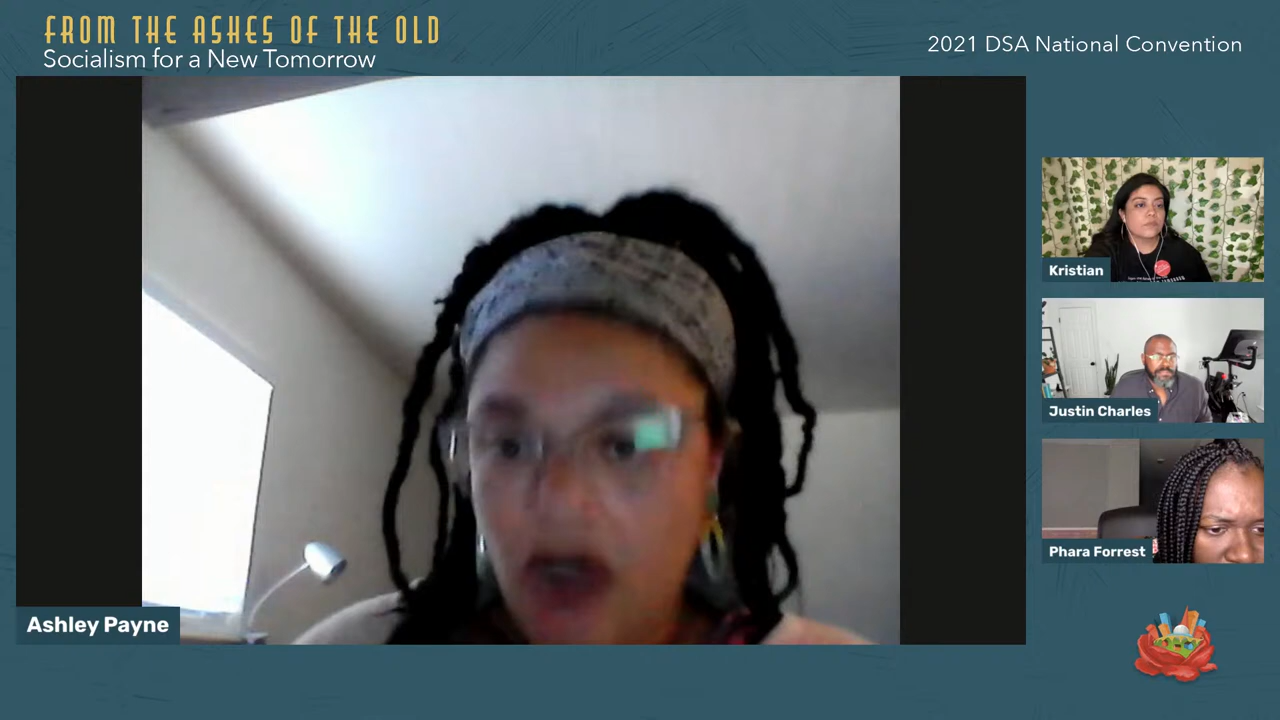 FROM THE ASHES OF THE OLD
Socialism for a New Tomorrow
2021 DSA National Convention
Kristian
Justin Charles
Phara Forrest
Ashley Payne